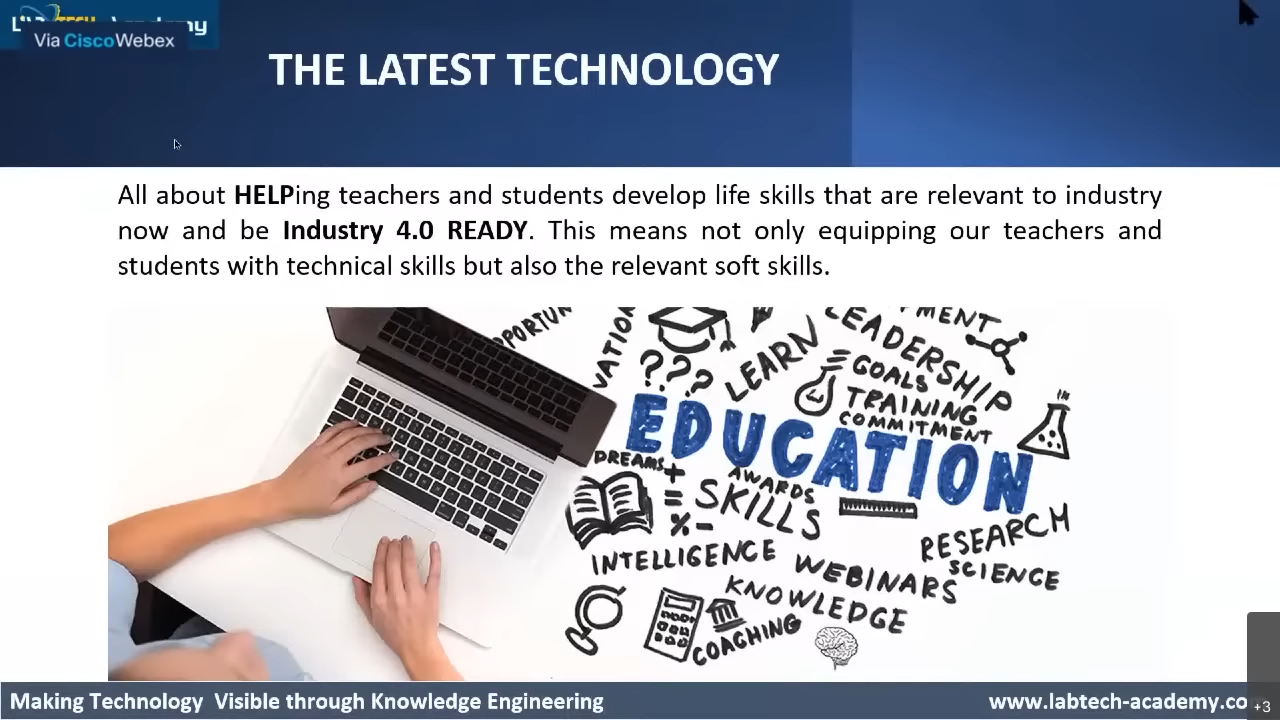 Via CiscoWebex
THE LATEST TECHNOLOGY
All about HELPing teachers and students develop life skills that are relevant to industry
now and be Industry 4.0 READY. This means not only equipping our teachers and
students with technical skills but also the relevant soft skills.
LEADERSHIP
LEARN
GOALS
TRAINING
COMMITMENT
EDUCATION
DREAMS
AWARDS
SKILLS
RESEARCH
INTELLIGENCE
WEBINARS
SCIENCE
KNOWLEDGE
COACHING
Making Technology Visible through Knowledge Engineering
www.labtech-academy.co
+3